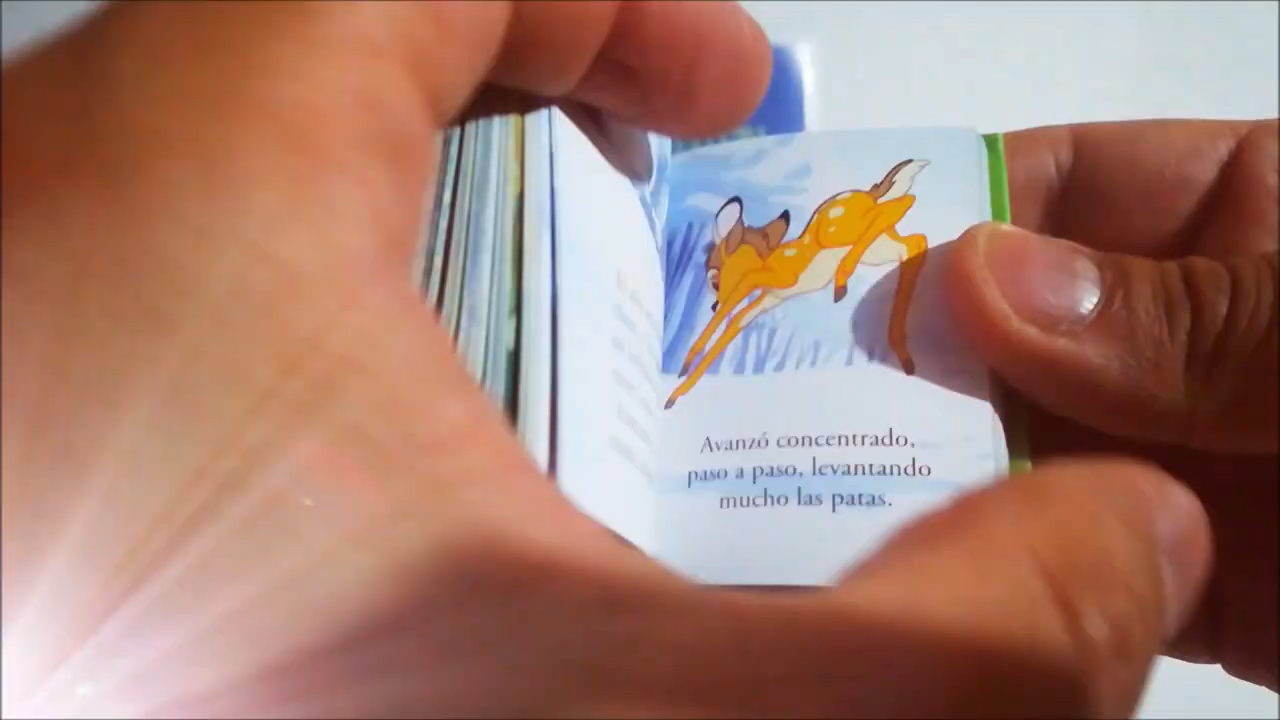 Avanzó concentrado,
paso a paso, levantando
mucho las patas.